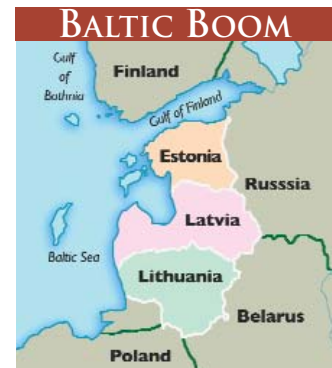 BALTIC BOOM
Gulf
of
Bothnia
Finland
Gulf of Finland
Estonia
Russsia
Latvia
Baltic Sea
Lithuania
Belarus
Poland